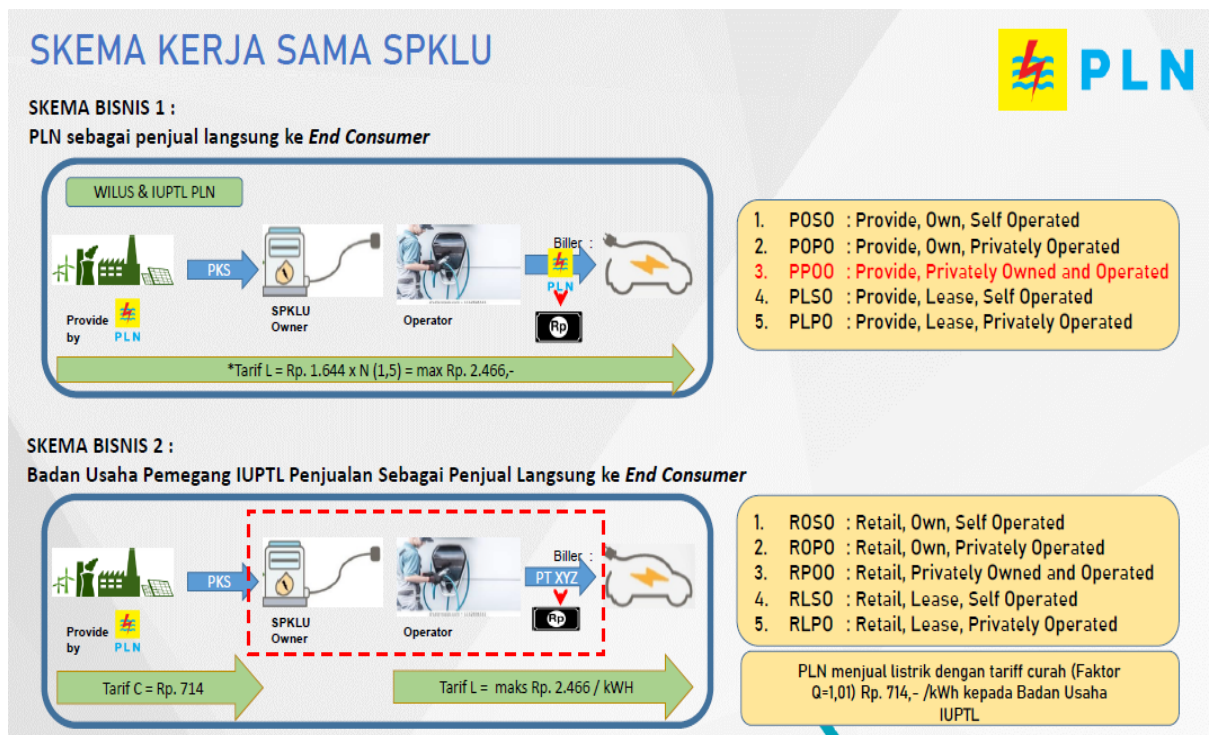 SKEMA KERJA SAMA SPKLU
PLN
SKEMA BISNIS 1 :
PLN sebagai penjual langsung ke End Consumer
WILUS & IUPTL PLN
PKS
Biller :
PLN
Rp
Provide
by PLN
SPKLU
Owner
Operator
*Tarif L = Rp. 1.644 x N (1,5) = max Rp. 2.466,-
1. POSO : Provide, Own, Self Operated
2. POPO : Provide, Own, Privately Operated
3. PPOO : Provide, Privately Owned and Operated
4. PLSO : Provide, Lease, Self Operated
5. PLPO : Provide, Lease, Privately Operated
SKEMA BISNIS 2 :
Badan Usaha Pemegang IUPTL Penjualan Sebagai Penjual Langsung ke End Consumer
PKS
Biller :
PT XYZ
Rp
Provide
by PLN
SPKLU
Owner
Operator
Tarif C = Rp. 714
Tarif L = maks Rp. 2.466 / kWH
1. ROSO : Retail, Own, Self Operated
2. ROPO : Retail, Own, Privately Operated
3. RPOO : Retail, Privately Owned and Operated
4. RLSO : Retail, Lease, Self Operated
5. RLPO : Retail, Lease, Privately Operated
PLN menjual listrik dengan tariff curah (Faktor
Q=1,01) Rp. 714,- /kWh kepada Badan Usaha
IUPTL